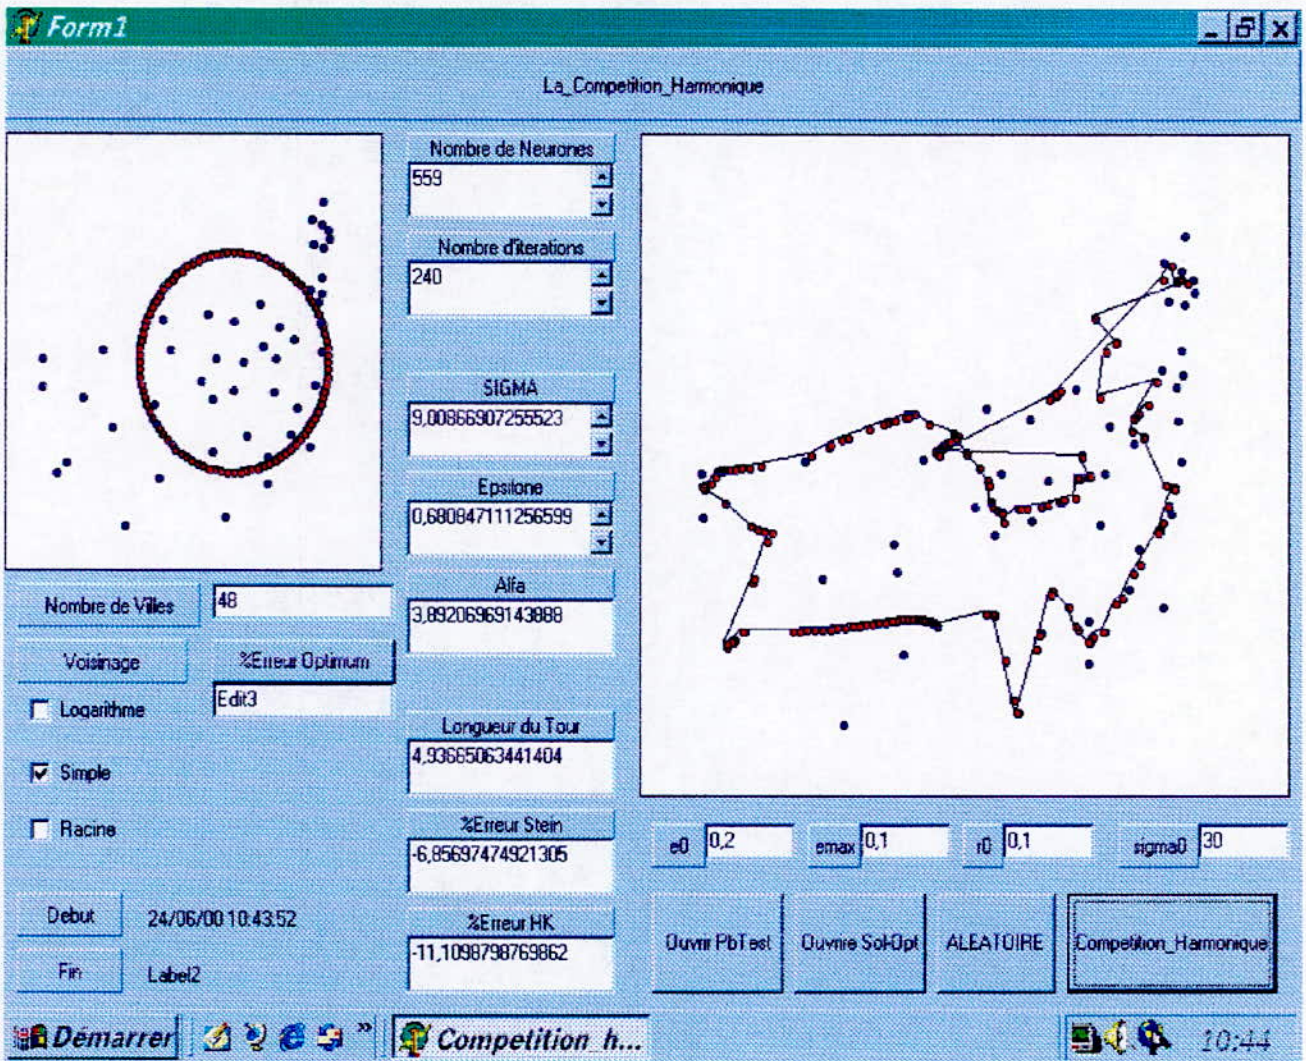 Form1
La_Competition_Harmonique
Nombre de Neurones
559
Nombre d'iterations
240
SIGMA
9,00866907255523
Epsilone
0,680847111256599
Alfa
3,89206969143888
Nombre de Villes
48
Voisinage
%Erreur Optimum
Edit3
Logarithme
Simple
Racine
Longueur du Tour
4,93665063441404
%Erreur Stein
-6,85697474921305
%Erreur HK
-11,1098798769862
Debut
24/06/00 10:43:52
Fin
Label2
e0
0,2
emax
0,1
r0
0,1
sigma0
30
Ouvrir PbTest
Ouvrire Sol-Opt
ALEATOIRE
Competition_Harmonique
Démarrer
»
Competition_h...
10:44